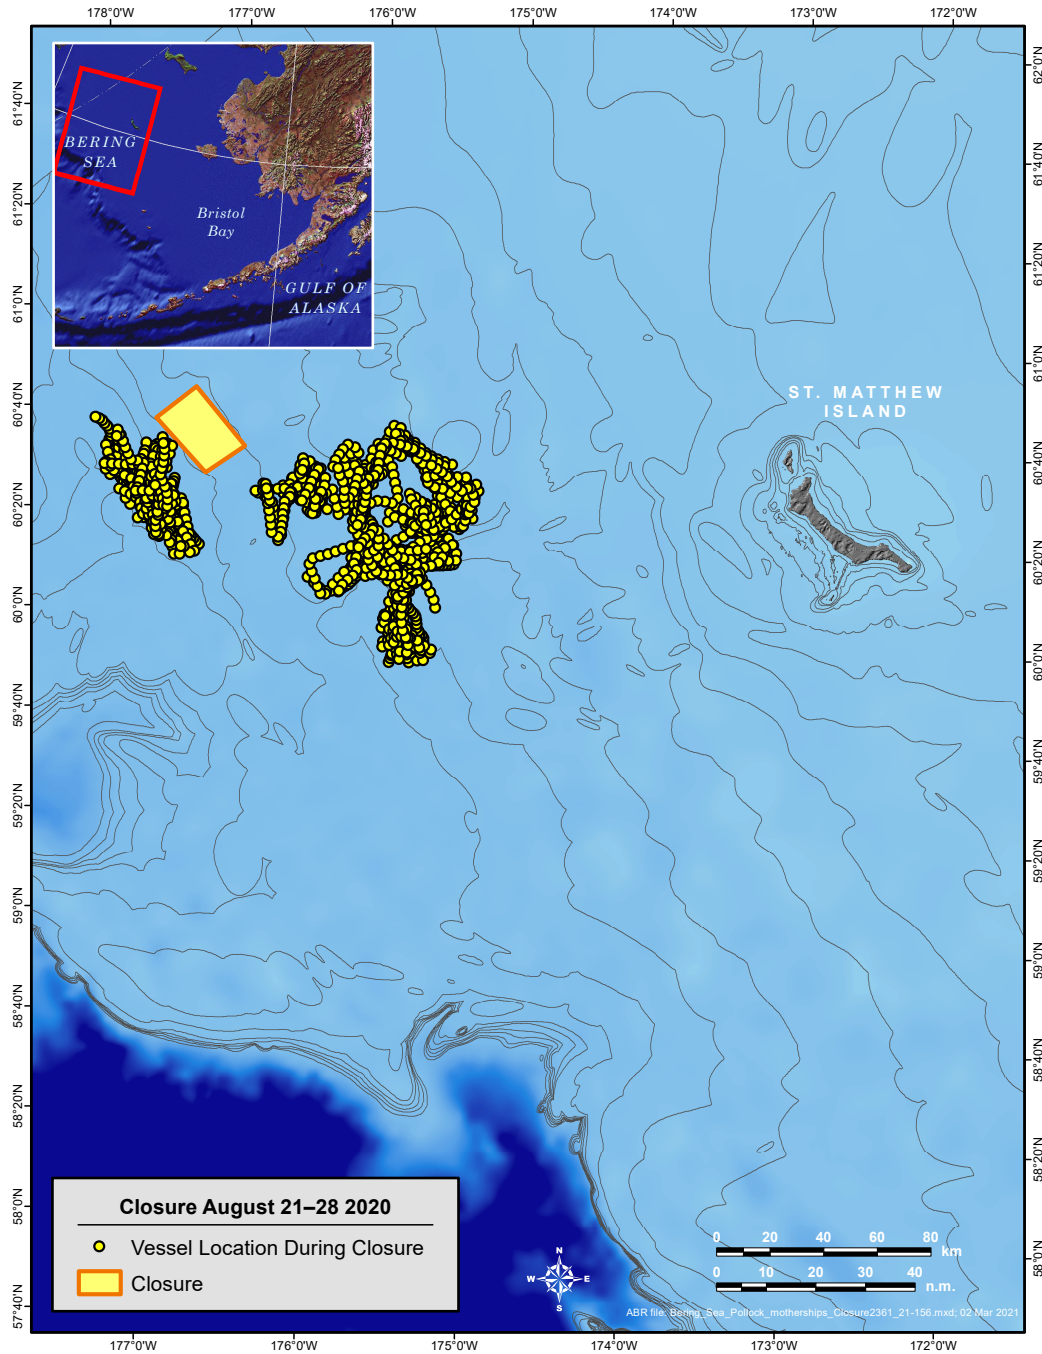 178°0'W 177°0'W 176°0'W 175°0'W 174°0'W 173°0'W 172°0'W
62°0'N
61°40'N
61°20'N
61°0'N
60°40'N
60°20'N
60°0'N
59°40'N
59°20'N
59°0'N
58°40'N
58°20'N
58°0'N
57°40'N
BERING
SEA
Bristol
Bay
GULF OF
ALASKA
ST. MATTHEW
ISLAND
61°40'N
61°20'N
61°0'N
60°40'N
60°20'N
60°0'N
59°40'N
59°20'N
59°0'N
58°40'N
58°20'N
58°0'N
Closure August 21–28 2020
Vessel Location During Closure
Closure
N
W E
S
0 20 40 60 80
km
0 10 20 30 40
n.m.
ABR file: Bering_Sea_Pollock_motherships_Closure2361_21-156.mxd; 02 Mar 2021
177°0'W 176°0'W 175°0'W 174°0'W 173°0'W 172°0'W